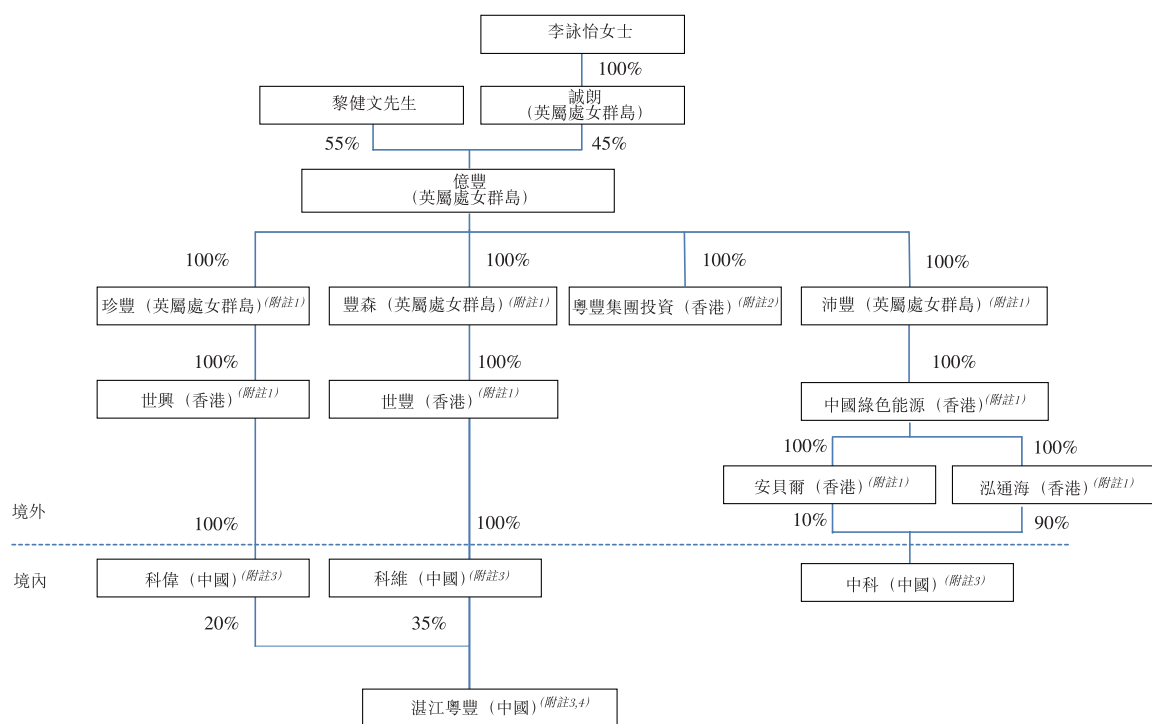 李詠怡女士
100%
黎健文先生
誠朗
(英屬處女群島)
55%
45%
億豐
(英屬處女群島)
100%
100%
100%
100%
珍豐（英屬處女群島）(附註1)
豐森（英屬處女群島）(附註1)
粵豐集團投資（香港）(附註2)
沛豐（英屬處女群島）(附註1)
100%
100%
100%
世興（香港）(附註1)
世豐（香港）(附註1)
中國綠色能源（香港）(附註1)
100%
100%
安貝爾（香港）(附註1)
泓通海（香港）(附註1)
境外
100%
100%
10%
90%
境內
科偉（中國）(附註3)
科維（中國）(附註3)
中科（中國）(附註3)
20%
35%
湛江粵豐（中國）(附註3,4)